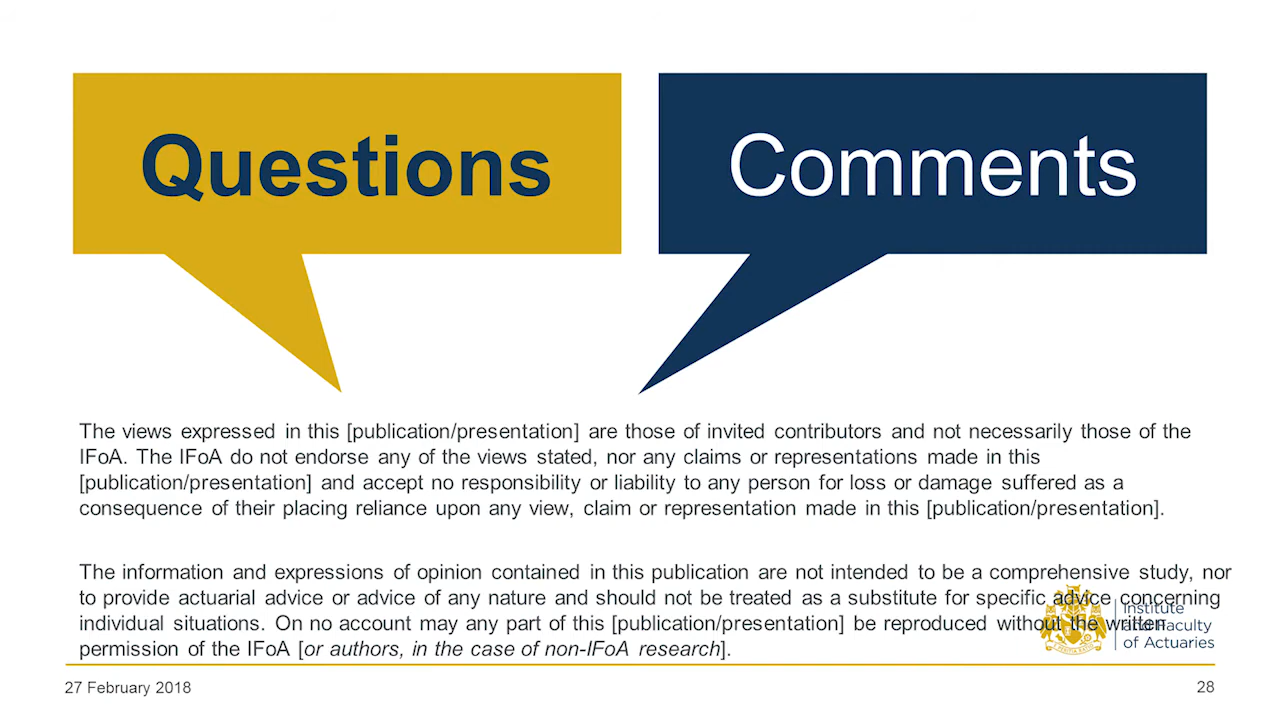 Questions
Comments
The views expressed in this [publication/presentation] are those of invited contributors and not necessarily those of the
IFoA. The IFoA do not endorse any of the views stated, nor any claims or representations made in this
[publication/presentation] and accept no responsibility or liability to any person for loss or damage suffered as a
consequence of their placing reliance upon any view, claim or representation made in this [publication/presentation].
The information and expressions of opinion contained in this publication are not intended to be a comprehensive study, nor
to provide actuarial advice or advice of any nature and should not be treated as a substitute for specific advice concerning
individual situations. On no account may any part of this [publication/presentation] be reproduced without the written
permission of the IFoA [or authors, in the case of non-IFoA research].
Institute
and Faculty
of Actuaries
27 February 2018
28